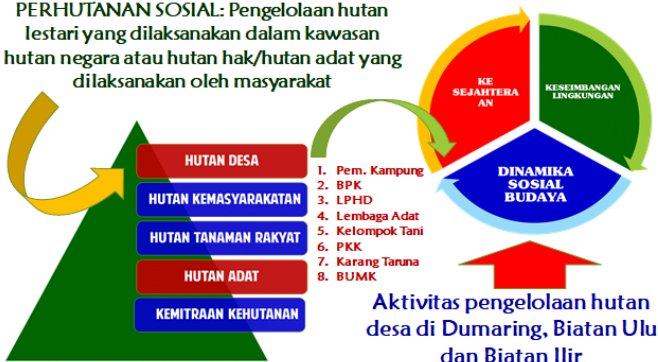 PERHUTANAN SOSIAL: Pengelolaan hutan
lestari yang dilaksanakan dalam kawasan
hutan negara atau hutan hak/hutan adat yang
dilaksanakan oleh masyarakat
HUTAN DESA
HUTAN KEMASYARAKATAN
HUTAN TANAMAN RAKYAT
HUTAN ADAT
KEMITRAAN KEHUTANAN
1. Pem. Kampung
2. BPK
3. LPHD
4. Lembaga Adat
5. Kelompok Tani
6. PKK
7. Karang Taruna
8. BUMK
KE
SEJAHTERA
AN
KESEIMBANGAN
LINGKUNGAN
DINAMIKA
SOSIAL
BUDAYA
Aktivitas pengelolaan hutan
desa di Dumaring, Biatan Ulu
dan Biatan Ilir